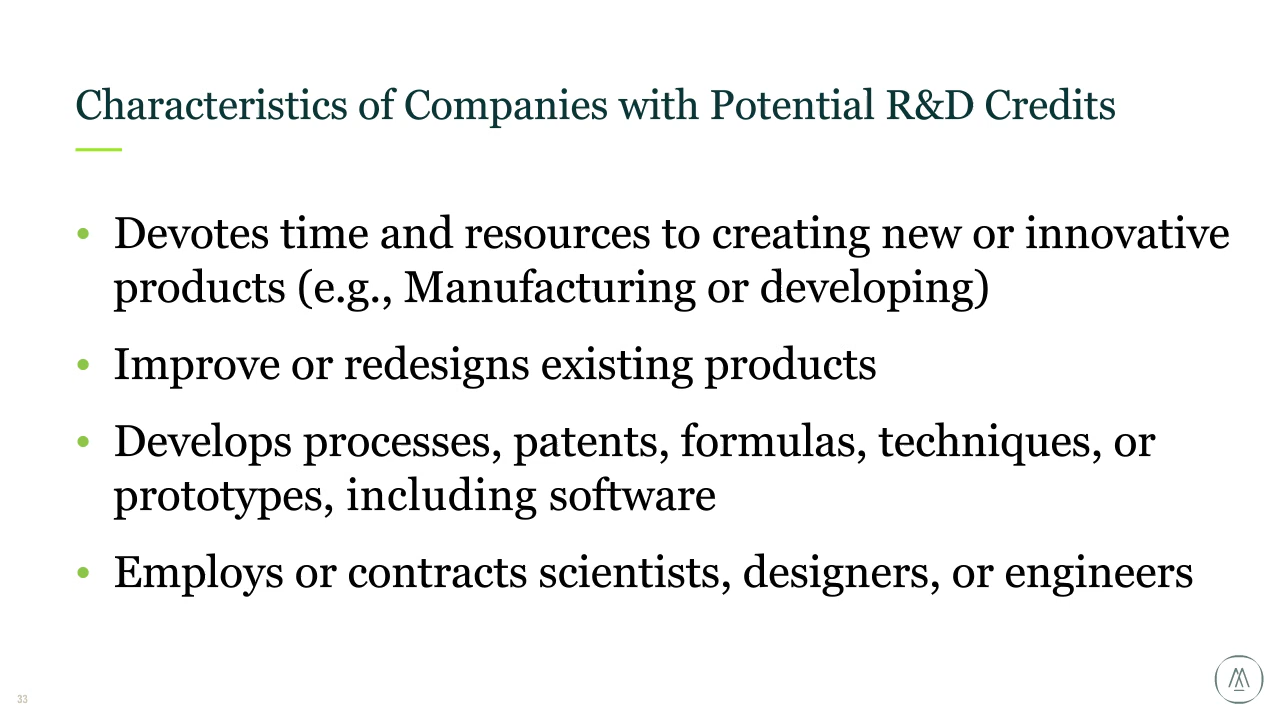 Characteristics of Companies with Potential R&D Credits
• Devotes time and resources to creating new or innovative
products (e.g., Manufacturing or developing)
• Improve or redesigns existing products
• Develops processes, patents, formulas, techniques, or
prototypes, including software
• Employs or contracts scientists, designers, or engineers
33